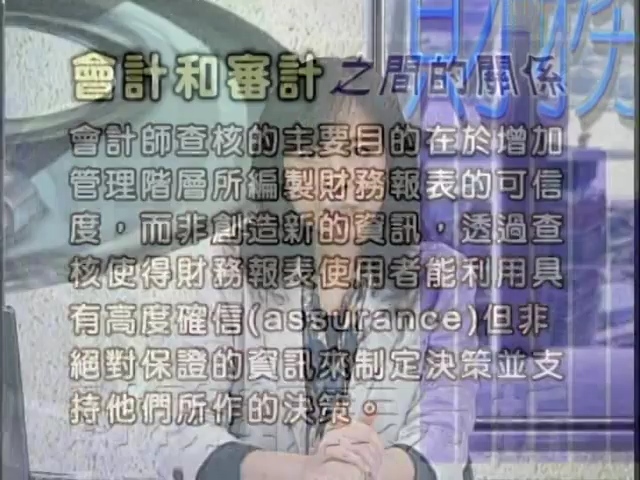 財務
會計和審計之間的關係
會計師查核的主要目的在於增加
管理階層所編製財務報表的可信
度，而非創造新的資訊，透過查
核使得財務報表使用者能利用具
有高度確信(assurance)但非
絕對保證的資訊來制定決策並支
持他們所作的決策。